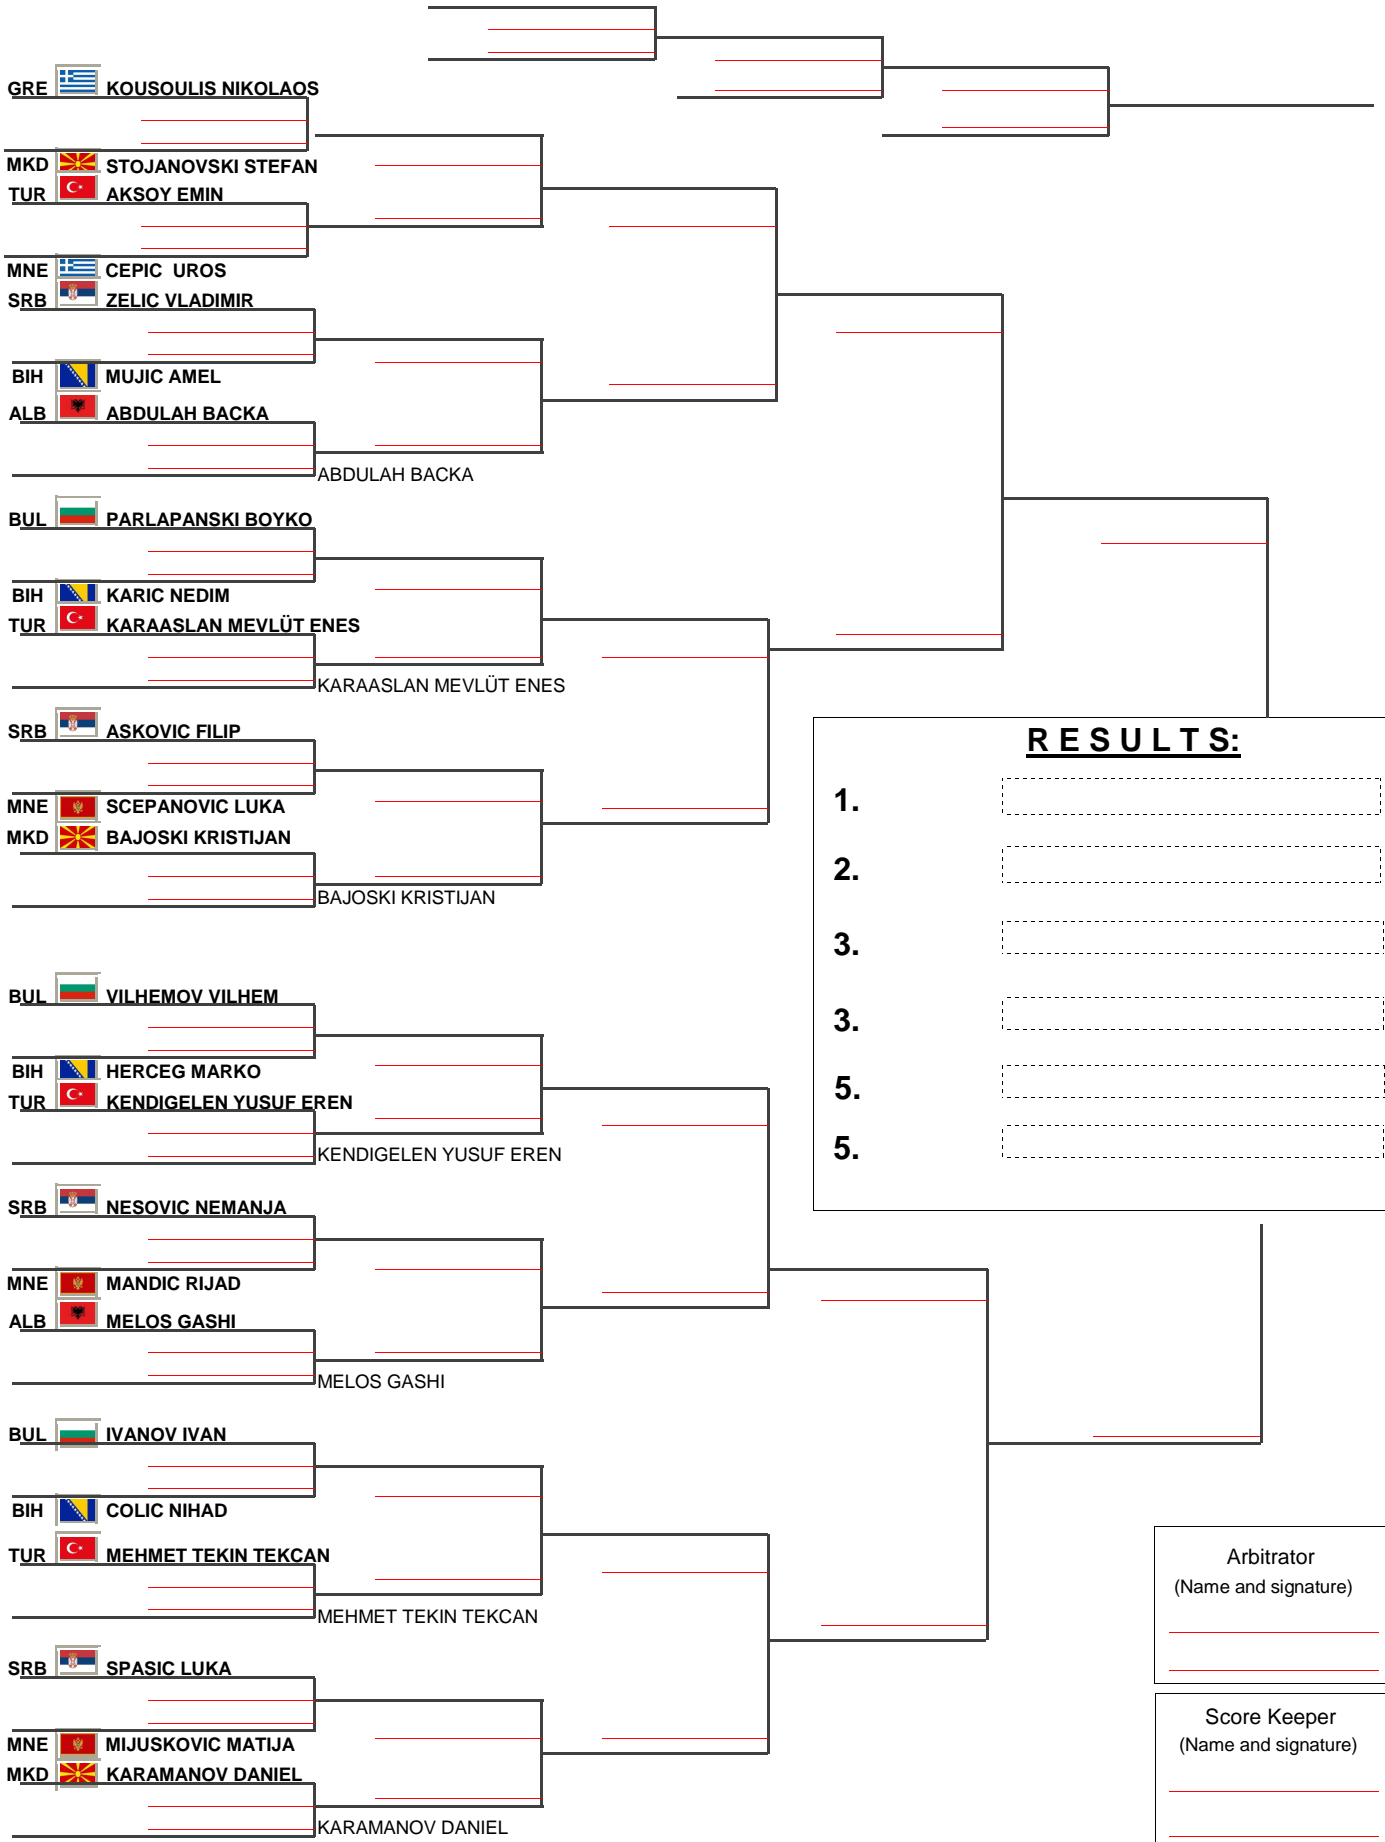 GRE KOUSOULIS NIKOLAOS
MKD STOJANOVSKI STEFAN
TUR AKSOY EMIN
MNE CEPIC  UROS
SRB ZELIC VLADIMIR
BIH MUJIC AMEL
ALB ABDULAH BACKA
ABDULAH BACKA
BUL PARLAPANSKI BOYKO
BIH KARIC NEDIM
TUR KARAASLAN MEVLÜT ENES
KARAASLAN MEVLÜT ENES
SRB ASKOVIC FILIP
MNE SCEPANOVIC LUKA
MKD BAJOSKI KRISTIJAN
BAJOSKI KRISTIJAN
BUL VILHEMOV VILHEM
BIH HERCEG MARKO
TUR KENDIGELEN YUSUF EREN
KENDIGELEN YUSUF EREN
SRB NESOVIC NEMANJA
MNE MANDIC RIJAD
ALB MELOS GASHI
MELOS GASHI
BUL IVANOV IVAN
BIH COLIC NIHAD
TUR MEHMET TEKIN TEKCAN
MEHMET TEKIN TEKCAN
SRB SPASIC LUKA
MNE MIJUSKOVIC MATIJA
MKD KARAMANOV DANIEL
KARAMANOV DANIEL
R E S U L T S:
1.
2.
3.
3.
5.
5.
Arbitrator
(Name and signature)
Score Keeper
(Name and signature)